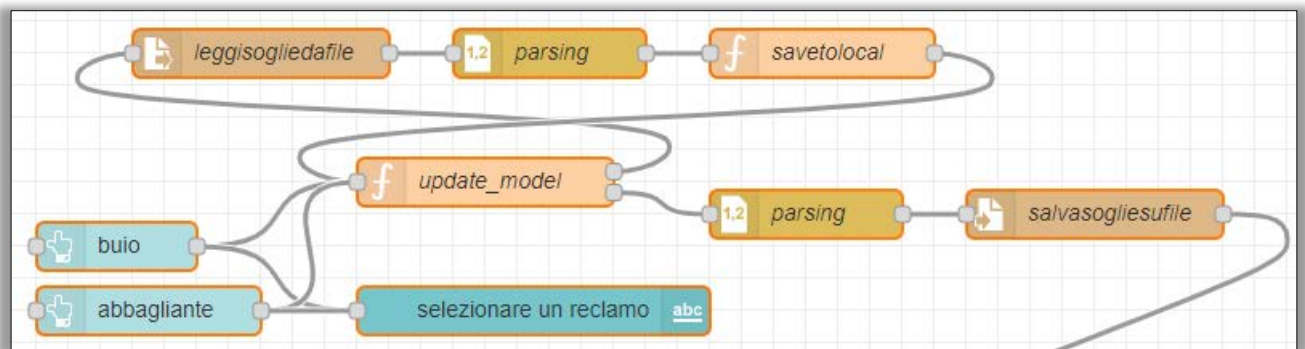 leggisogliedafile
1,2
parsing
f
savetolocal
f
update_model
1,2
parsing
salvasogliesufile
buio
abbagliante
selezionare un reclamo
abc